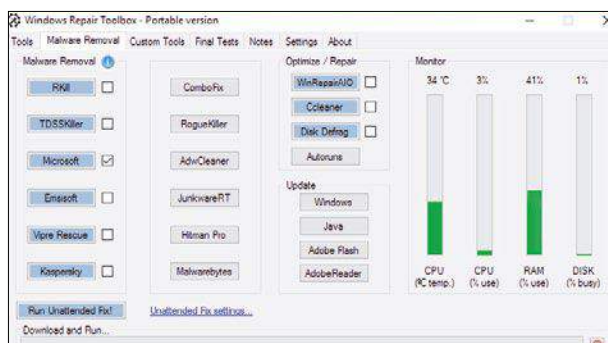 Windows Repair Toolbox - Portable version
Tools Malware Removal Custom Tools Final Tests Notes Settings About
Malware Removal
RKill
TDSSKiller
Microsoft
Emsisoft
Vipre Rescue
Kaspersky
ComboFix
RogueKiller
AdwCleaner
JunkwareRT
Hitman Pro
Malwarebytes
Optimize / Repair
WinRepairAIO
Ccleaner
Disk Defrag
Autoruns
Update
Windows
Java
Adobe Flash
AdobeReader
Monitor
34 °C 3% 41% 1%
CPU CPU RAM DISK
(ºC temp.) (% use) (% use) (% busy)
Run Unattended Fix! Unattended Fix settings...
Download and Run...